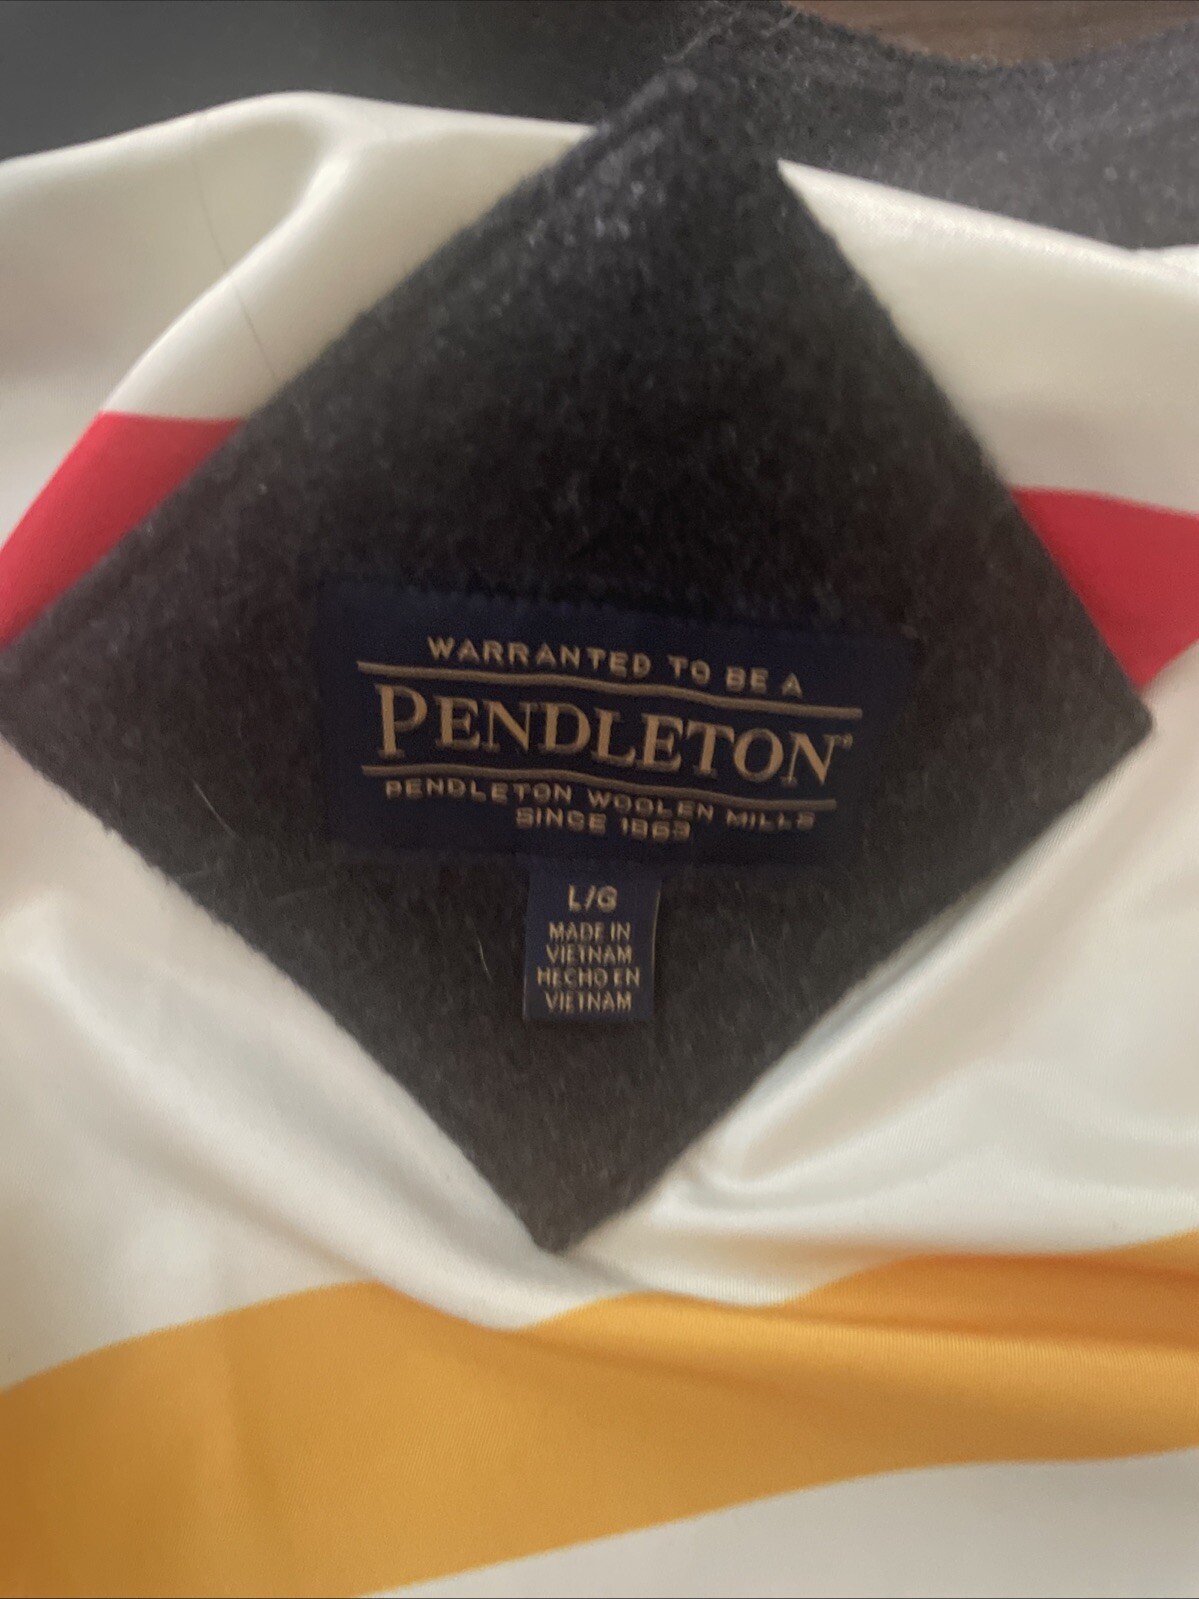 WARRANTED TO BE A
PENDLETON®
PENDLETON WOOLEN MILLS
SINCE 1863
L/G
MADE IN
VIETNAM
HECHO EN
VIETNAM